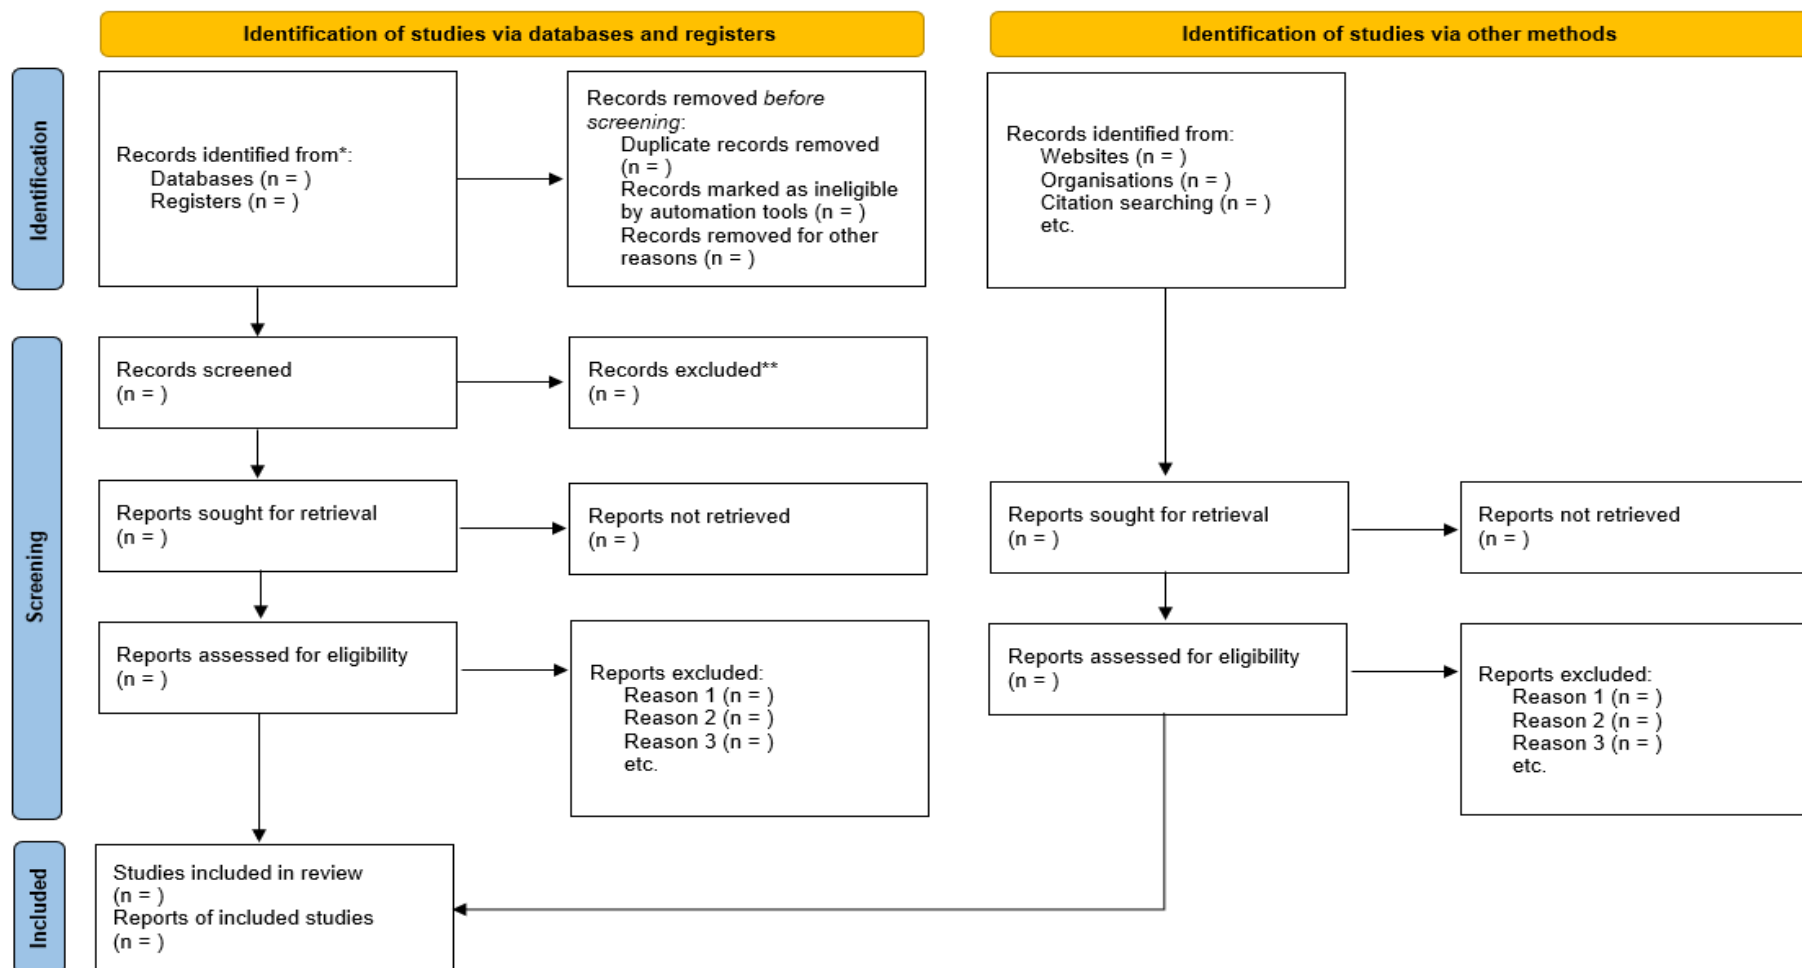 Identification of studies via databases and registers
Identification of studies via other methods
Identification
Records identified from*:
Databases (n = )
Registers (n = )
Records removed before
screening:
Duplicate records removed
(n = )
Records marked as ineligible
by automation tools (n = )
Records removed for other
reasons (n = )
Records identified from:
Websites (n = )
Organisations (n = )
Citation searching (n = )
etc.
Screening
Records screened
(n = )
Records excluded**
(n = )
Reports sought for retrieval
(n = )
Reports not retrieved
(n = )
Reports sought for retrieval
(n = )
Reports not retrieved
(n = )
Reports assessed for eligibility
(n = )
Reports excluded:
Reason 1 (n = )
Reason 2 (n = )
Reason 3 (n = )
etc.
Reports assessed for eligibility
(n = )
Reports excluded:
Reason 1 (n = )
Reason 2 (n = )
Reason 3 (n = )
etc.
Included
Studies included in review
(n = )
Reports of included studies
(n = )